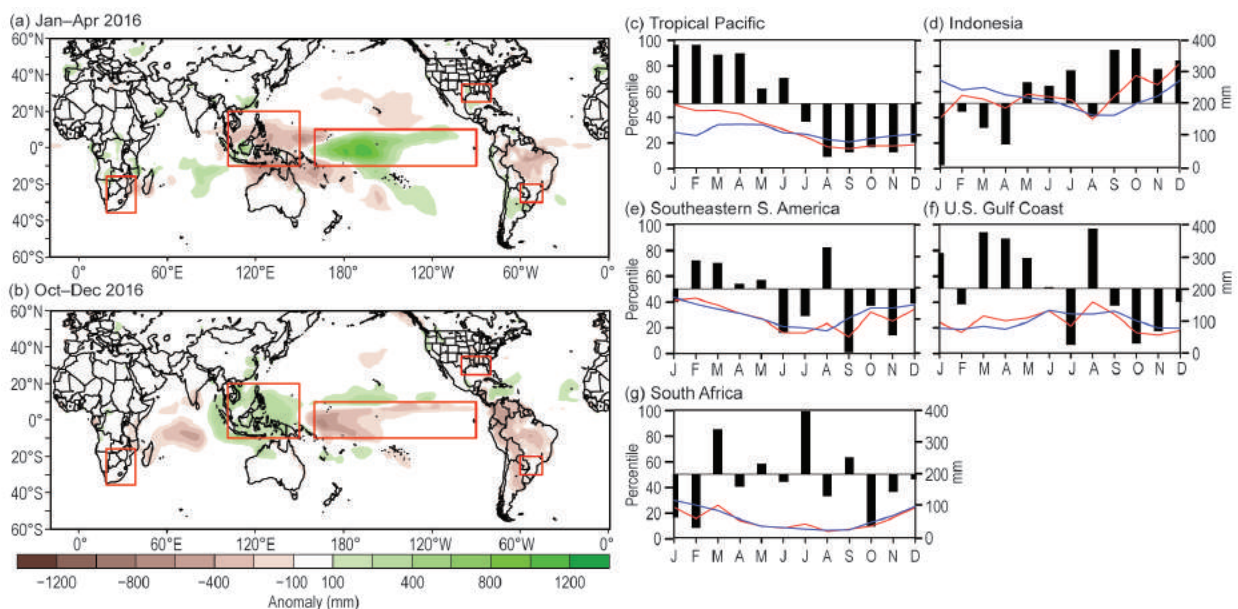 (a) Jan–Apr 2016
60°N
40°N
20°N
0°
20°S
40°S
60°S
0° 60°E 120°E 180° 120°W 60°W 0°
(b) Oct–Dec 2016
60°N
40°N
20°N
0°
20°S
40°S
60°S
0° 60°E 120°E 180° 120°W 60°W 0°
−1200 −800 −400 −100 100 400 800 1200
Anomaly (mm)
(c) Tropical Pacific
100
80
60
40
20
0
Percentile
J F M A M J J A S O N D
(d) Indonesia
400
300
200
100
0
mm
J F M A M J J A S O N D
(e) Southeastern S. America
100
80
60
40
20
0
Percentile
J F M A M J J A S O N D
(f) U.S. Gulf Coast
400
300
200
100
0
mm
J F M A M J J A S O N D
(g) South Africa
100
80
60
40
20
0
Percentile
400
300
200
100
0
mm
J F M A M J J A S O N D